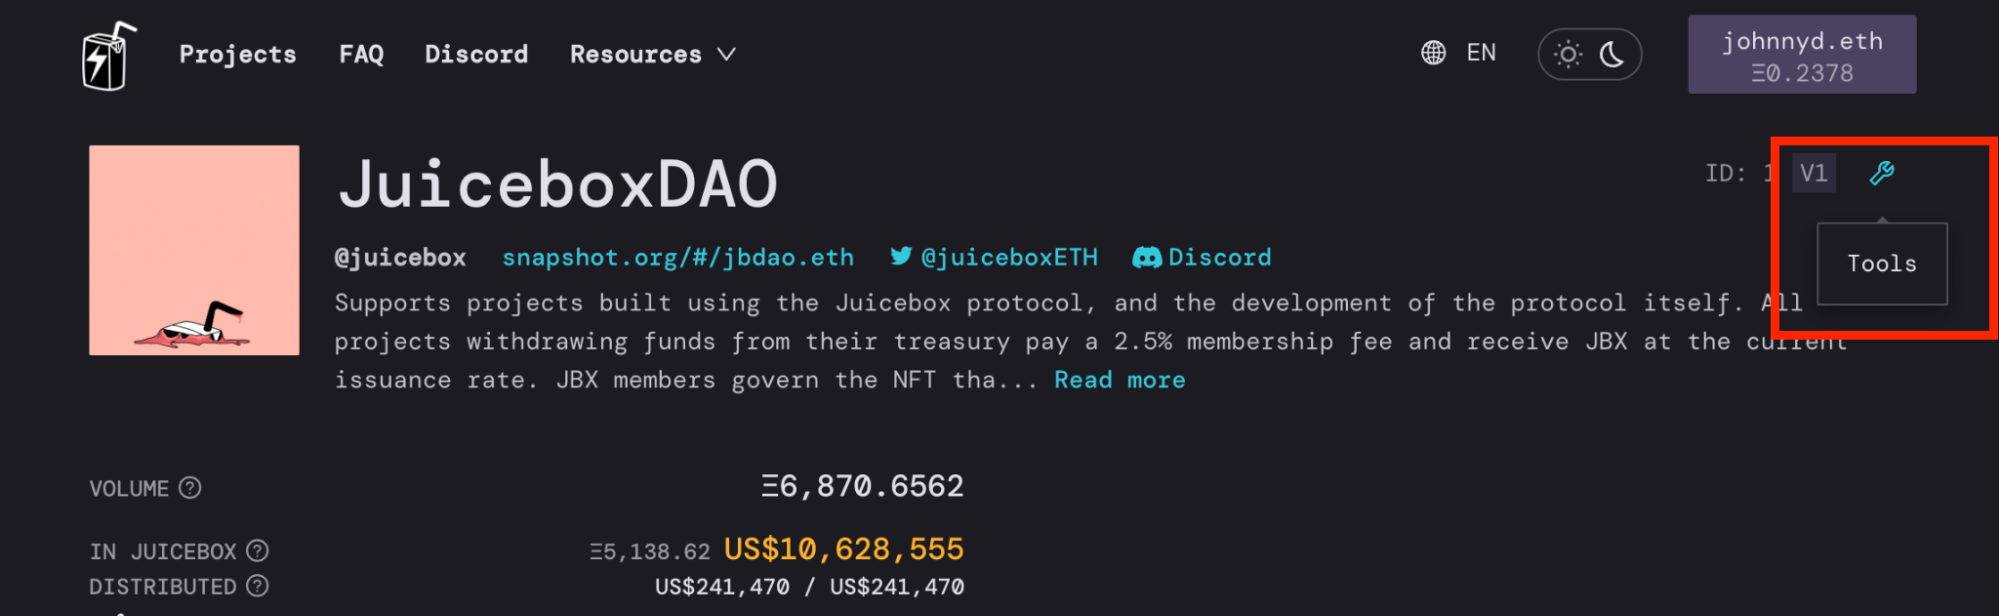 Projects FAQ Discord Resources EN johnnyd.eth
Ξ0.2378
JuiceboxDAO ID: 1 V1
@juicebox snapshot.org/#/jbdao.eth @juiceboxETH Discord
Tools
Supports projects built using the Juicebox protocol, and the development of the protocol itself. All
projects withdrawing funds from their treasury pay a 2.5% membership fee and receive JBX at the current
issuance rate. JBX members govern the NFT tha... Read more
VOLUME Ξ6,870.6562
IN JUICEBOX Ξ5,138.62 US$10,628,555
DISTRIBUTED US$241,470 / US$241,470